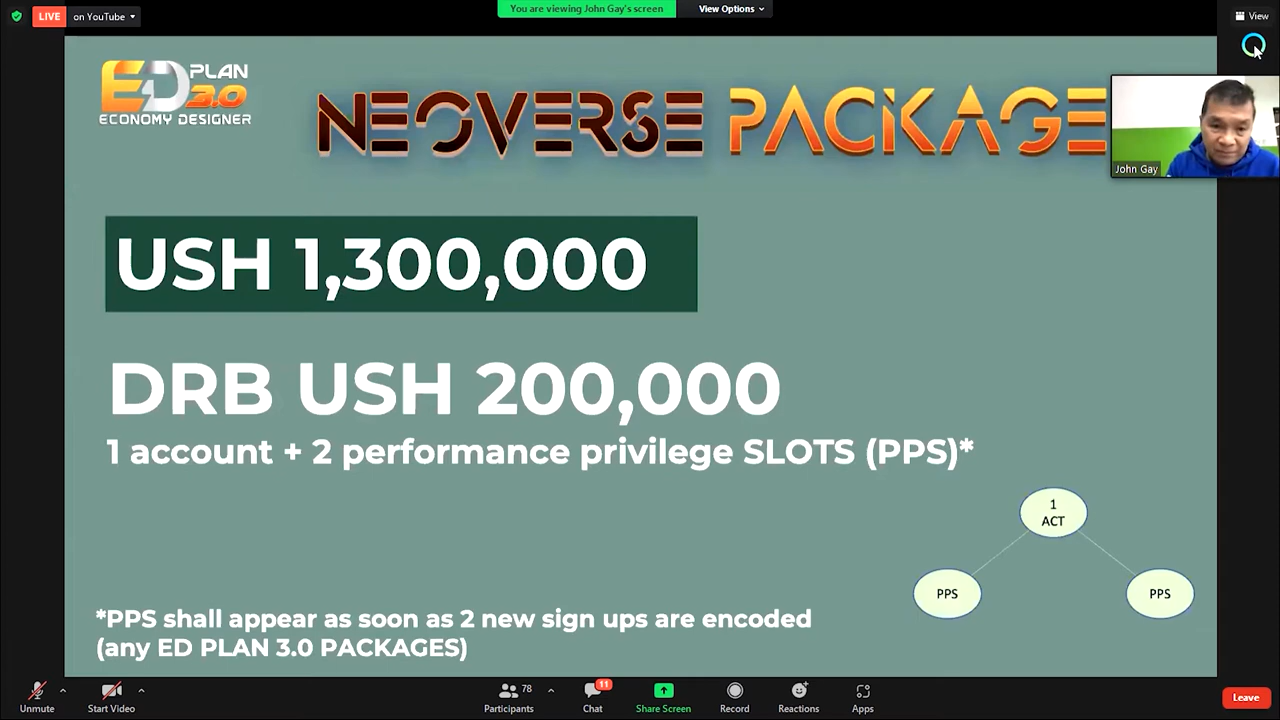 LIVE on YouTube
You are viewing John Gay's screen
View Options
View
ED PLAN 3.0
ECONOMY DESIGNER
NEOVERSE PACKAGE
John Gay
USH 1,300,000
DRB USH 200,000
1 account + 2 performance privilege SLOTS (PPS)*
1
ACT
PPS
PPS
*PPS shall appear as soon as 2 new sign ups are encoded
(any ED PLAN 3.0 PACKAGES)
78
11
Unmute
Start Video
Participants
Chat
Share Screen
Record
Reactions
Apps
Leave